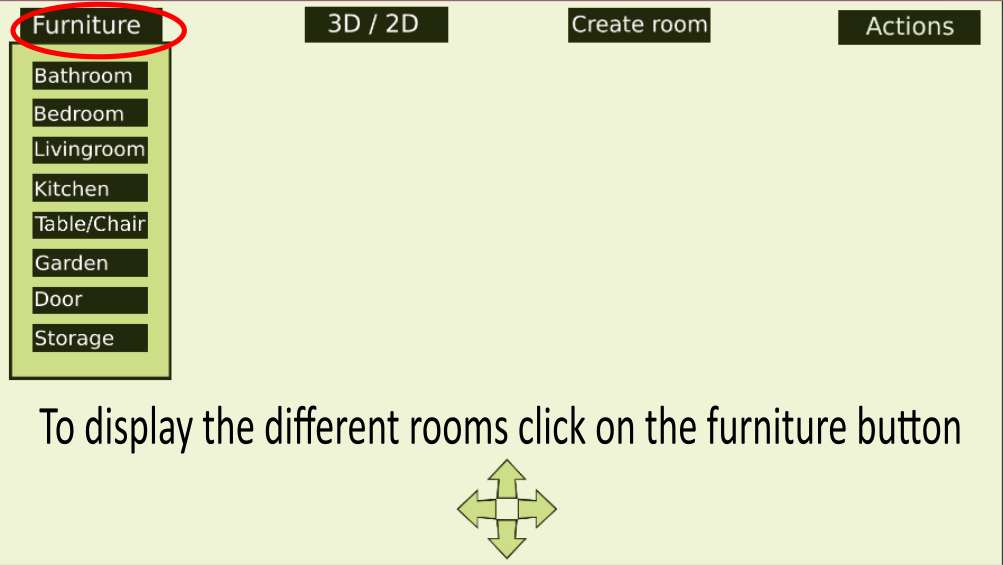 Furniture
3D / 2D
Create room
Actions
Bathroom
Bedroom
Livingroom
Kitchen
Table/Chair
Garden
Door
Storage
To display the different rooms click on the furniture button